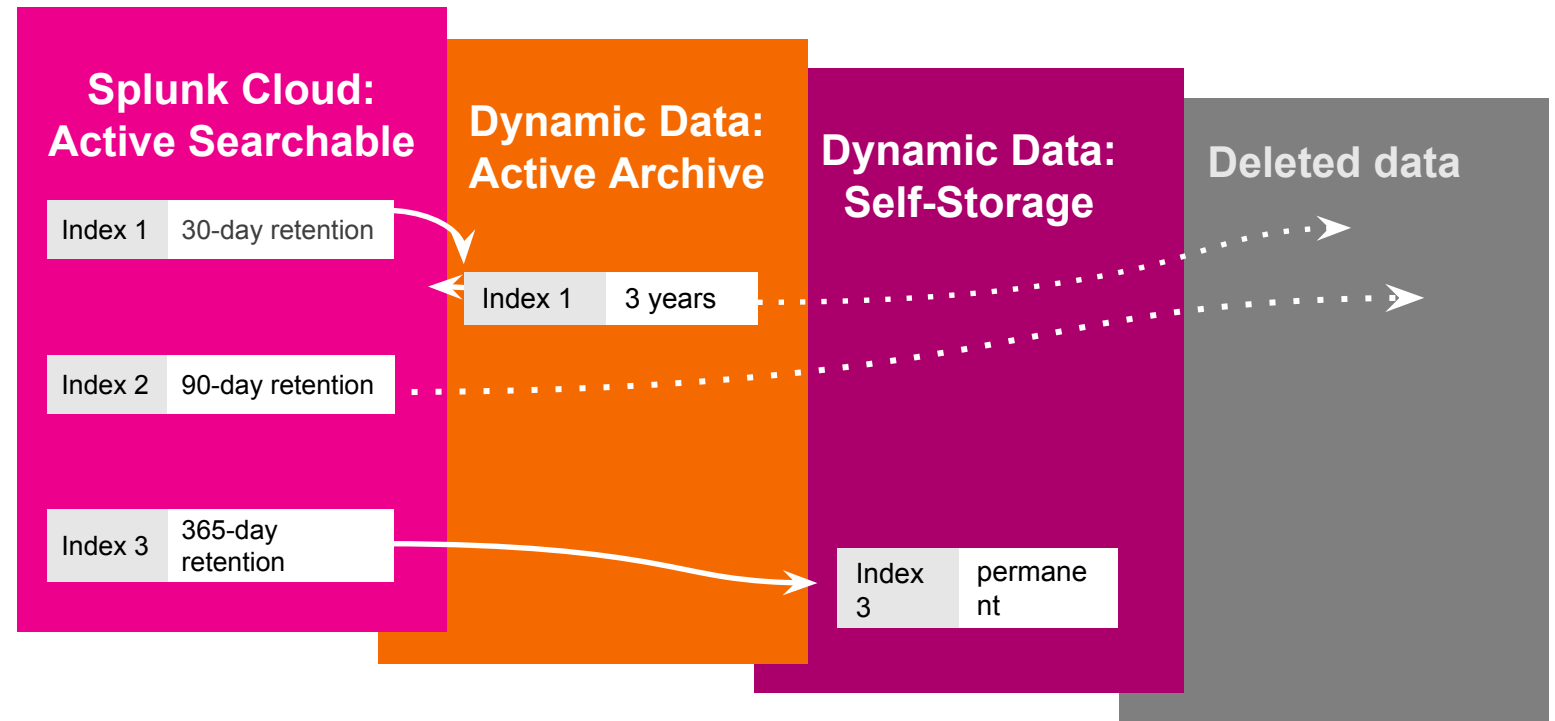 Splunk Cloud:
Active Searchable
Index 1 30-day retention
Index 2 90-day retention
Index 3 365-day
retention
Dynamic Data:
Active Archive
Index 1 3 years
Dynamic Data:
Self-Storage
Index
3
permane
nt
Deleted data